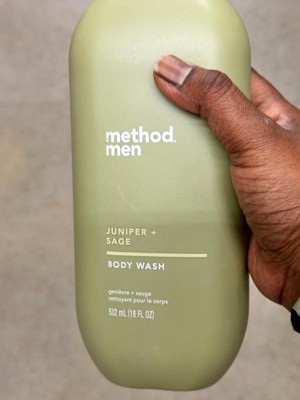 method.
men
JUNIPER +
SAGE
BODY WASH
genièvre + sauge
nettoyant pour le corps
532 mL (18 FL OZ)